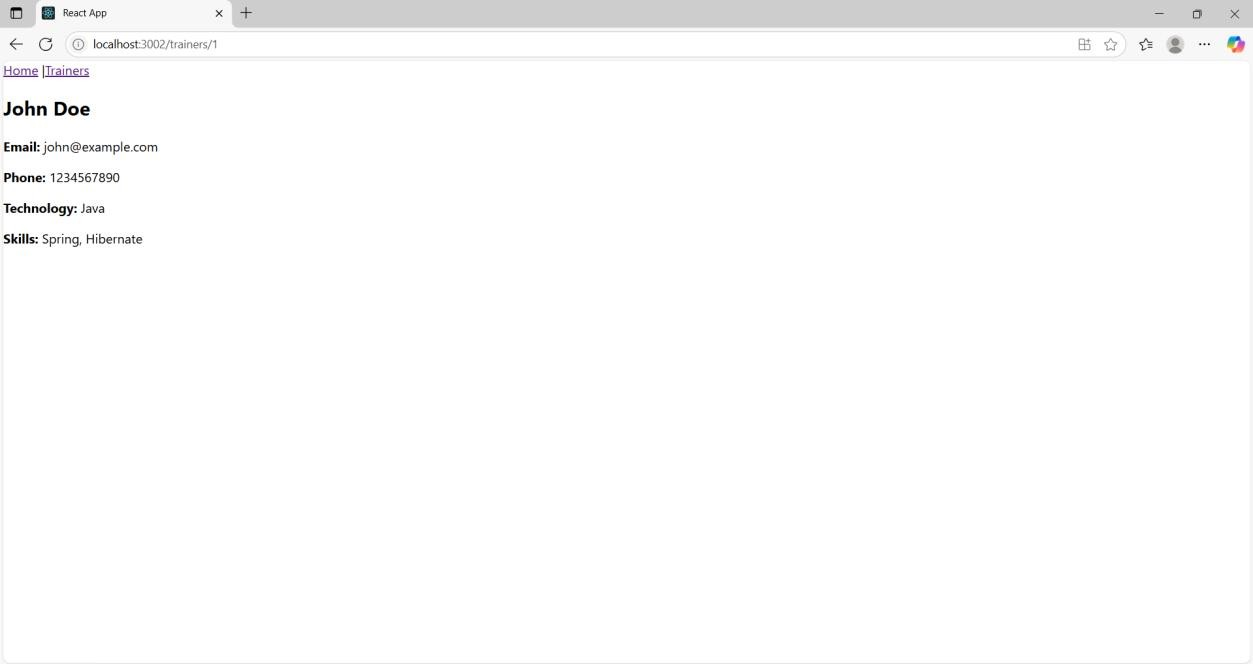 React App
localhost:3002/trainers/1
Home |Trainers
John Doe
Email: john@example.com
Phone: 1234567890
Technology: Java
Skills: Spring, Hibernate